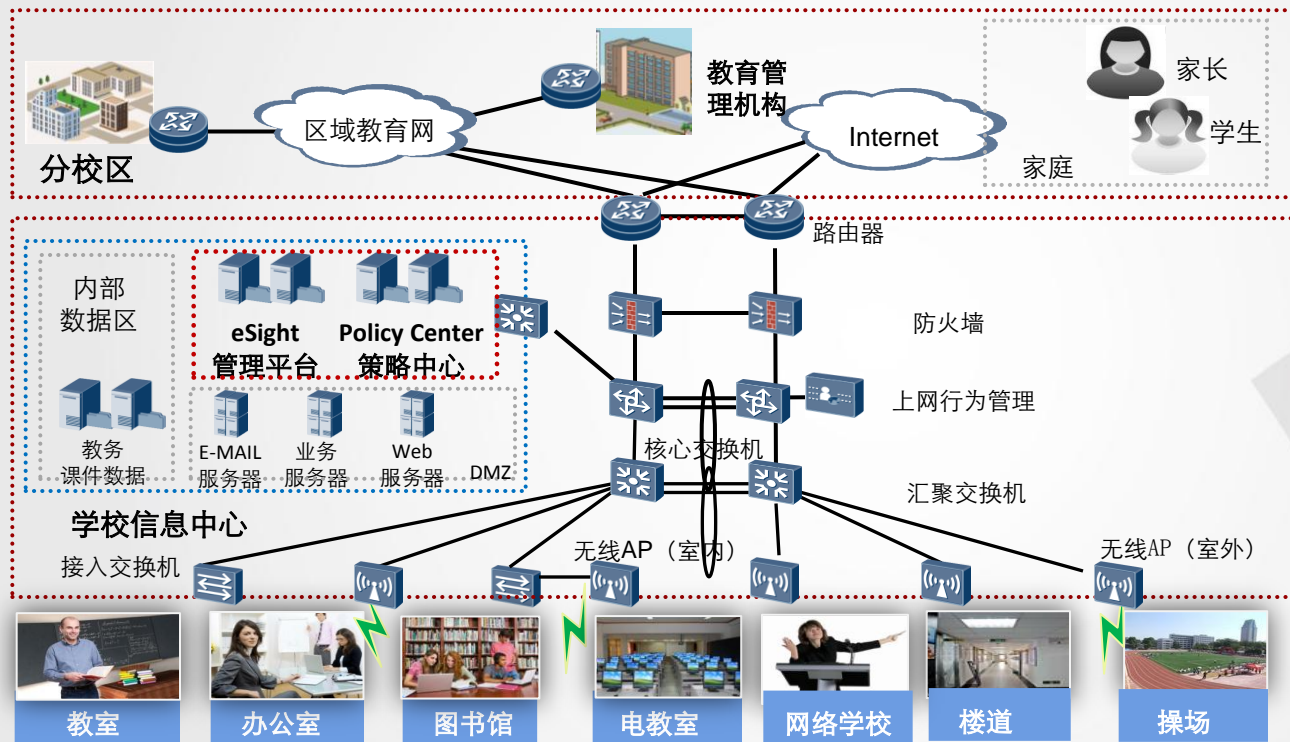 分校区
区域教育网
教育管
理机构
Internet
家长
学生
家庭
路由器
内部
数据区
eSight
管理平台
Policy Center
策略中心
防火墙
上网行为管理
教务
课件数据
E-MAIL
服务器
业务
服务器
Web
服务器
DMZ
核心交换机
汇聚交换机
学校信息中心
接入交换机
无线AP（室内）
无线AP（室外）
教室
办公室
图书馆
电教室
网络学校
楼道
操场